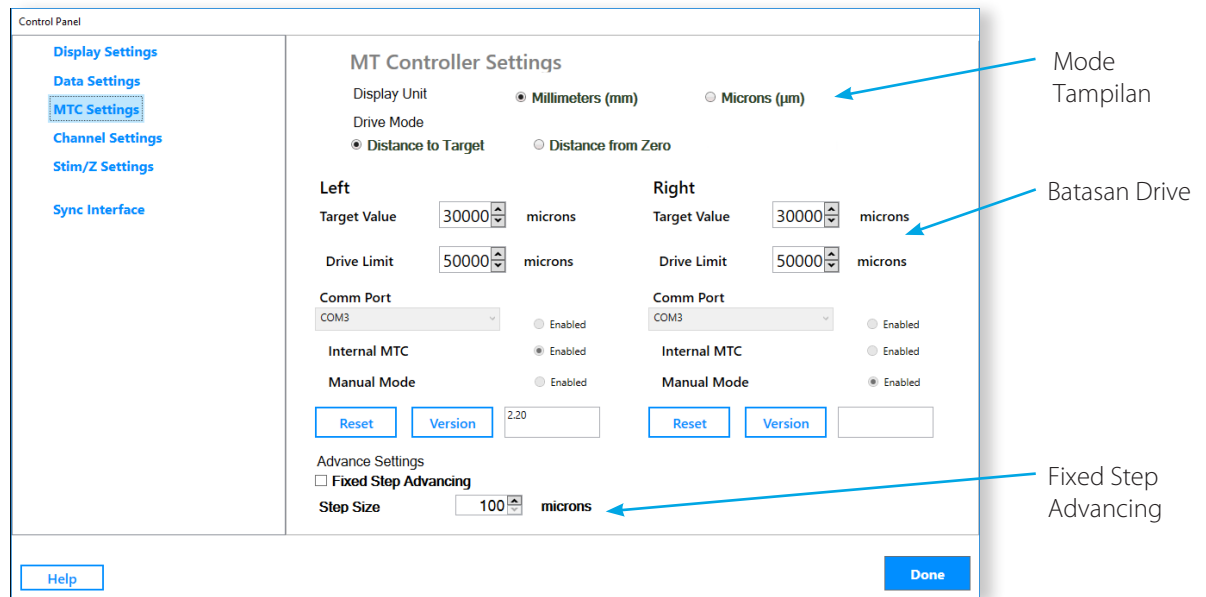 Control Panel
Display Settings
Data Settings
MTC Settings
Channel Settings
Stim/Z Settings
Sync Interface
MT Controller Settings
Display Unit
Millimeters (mm)
Microns (µm)
Drive Mode
Distance to Target
Distance from Zero
Left
Target Value 30000 microns
Drive Limit 50000 microns
Comm Port
COM3
Enabled
Internal MTC Enabled
Manual Mode Enabled
Reset Version 2.20
Right
Target Value 30000 microns
Drive Limit 50000 microns
Comm Port
COM3
Enabled
Internal MTC Enabled
Manual Mode Enabled
Reset Version
Advance Settings
Fixed Step Advancing
Step Size 100 microns
Help
Done
Mode
Tampilan
Batasan Drive
Fixed Step
Advancing